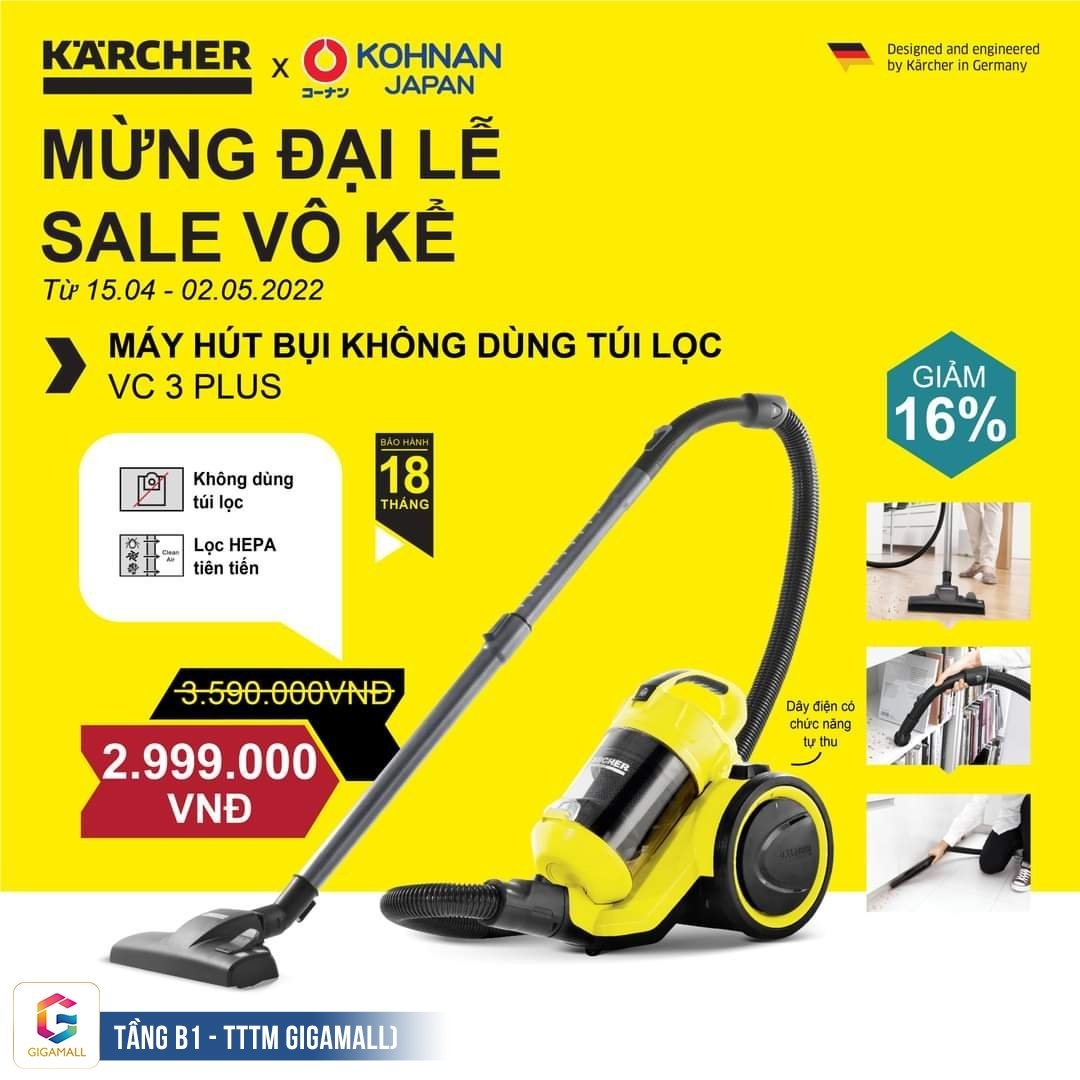 KÄRCHER x KOHNAN
コーナン JAPAN
Designed and engineered
by Kärcher in Germany
MỪNG ĐẠI LỄ
SALE VÔ KỂ
Từ 15.04 - 02.05.2022
MÁY HÚT BỤI KHÔNG DÙNG TÚI LỌC
VC 3 PLUS
GIẢM
16%
BẢO HÀNH
18
THÁNG
Không dùng
túi lọc
Clean
Air
Lọc HEPA
tiên tiến
3.590.000VNĐ
2.999.000
VNĐ
KÄRCHER
Dây điện có
chức năng
tự thu
GIGAMALL
TẦNG B1 - TTTM GIGAMALL)